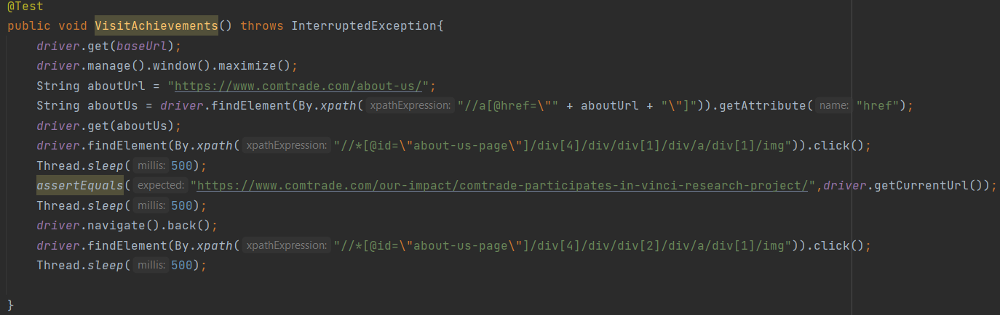 @Test
public void VisitAchievements() throws InterruptedException{
driver.get(baseUrl);
driver.manage().window().maximize();
String aboutUrl = "https://www.comtrade.com/about-us/";
String aboutUs = driver.findElement(By.xpath( xpathExpression: "//a[@href=\"" + aboutUrl + "\"]")).getAttribute( name: "href");
driver.get(aboutUs);
driver.findElement(By.xpath( xpathExpression: "//*[@id=\"about-us-page\"]/div[4]/div/div[1]/div/a/div[1]/img")).click();
Thread.sleep( millis: 500);
assertEquals( expected: "https://www.comtrade.com/our-impact/comtrade-participates-in-vinci-research-project/",driver.getCurrentUrl());
Thread.sleep( millis: 500);
driver.navigate().back();
driver.findElement(By.xpath( xpathExpression: "//*[@id=\"about-us-page\"]/div[4]/div/div[2]/div/a/div[1]/img")).click();
Thread.sleep( millis: 500);
}